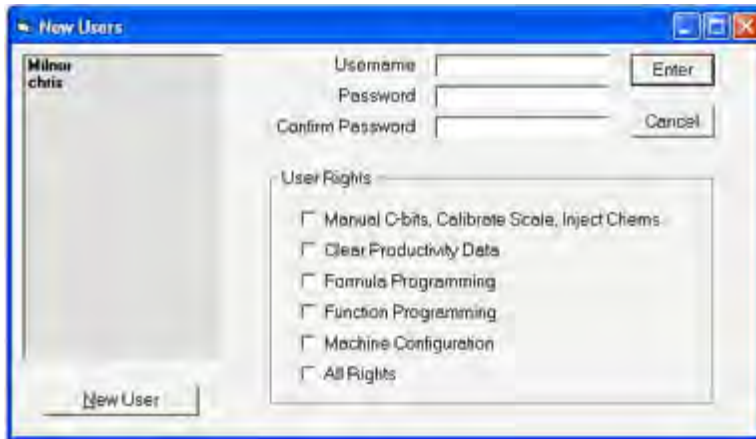 New Users
Milnor
chris
Username
Password
Confirm Password
Enter
Cancel
User Rights
Manual C-bits, Calibrate Scale, Inject Chems
Clear Productivity Data
Formula Programming
Function Programming
Machine Configuration
All Rights
New User